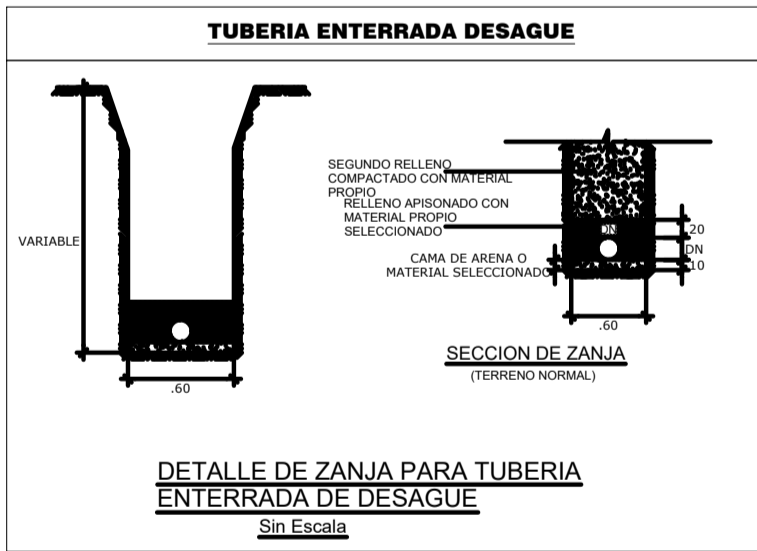 TUBERIA ENTERRADA DESAGUE
VARIABLE
.60
SEGUNDO RELLENO
COMPACTADO CON MATERIAL
PROPIO
RELLENO APISONADO CON
MATERIAL PROPIO
SELECCIONADO
CAMA DE ARENA O
MATERIAL SELECCIONADO
DN
.20
DN
.10
.60
SECCION DE ZANJA
(TERRENO NORMAL)
DETALLE DE ZANJA PARA TUBERIA
ENTERRADA DE DESAGUE
Sin Escala